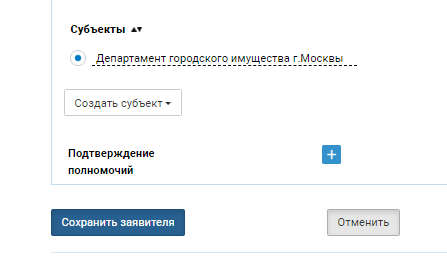 Субъекты
Департамент городского имущества г.Москвы
Создать субъект
Подтверждение
полномочий
Сохранить заявителя
Отменить